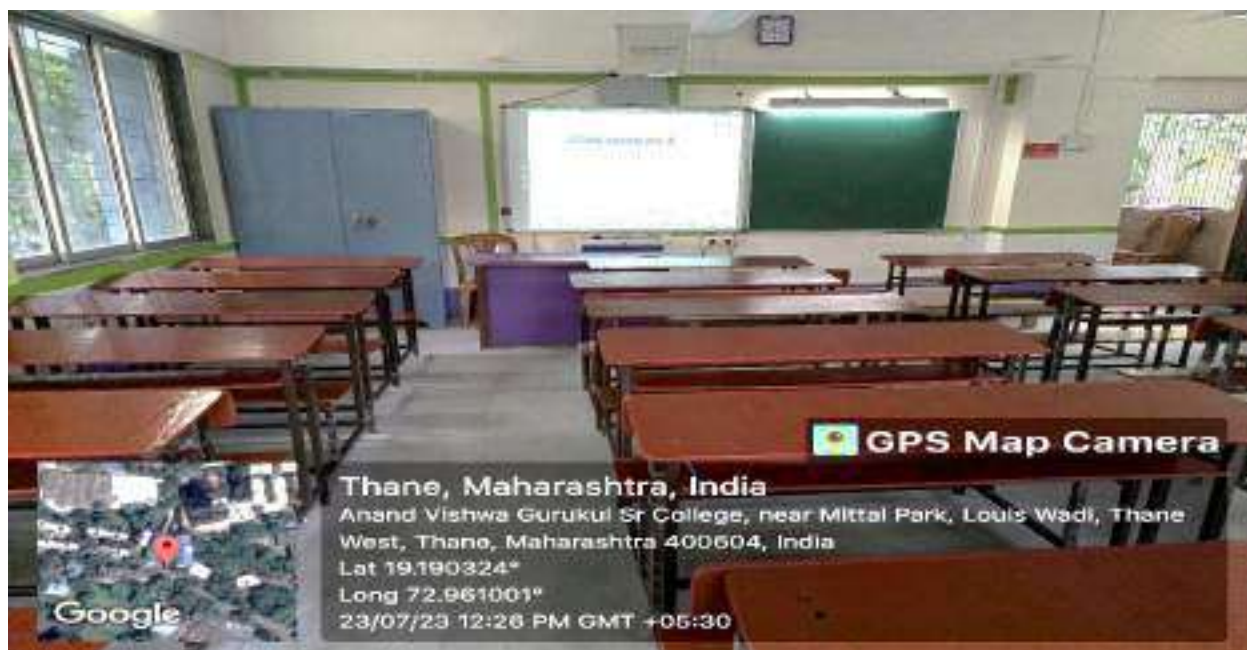 GPS Map Camera
Thane, Maharashtra, India
Anand Vishwa Gurukul Sr College, near Mittal Park, Louis Wadi, Thane
West, Thane, Maharashtra 400604, India
Lat 19.190324°
Long 72.961001°
23/07/23 12:26 PM GMT +05:30
Google